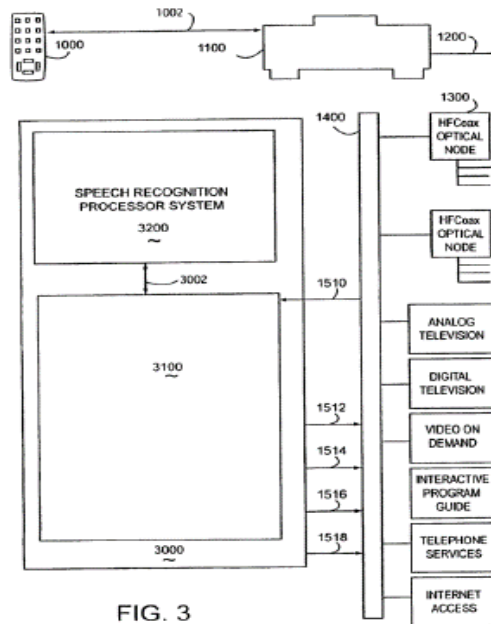 1002
1000
1100
1200
1300
1400
HFCoax
OPTICAL
NODE
SPEECH RECOGNITION
PROCESSOR SYSTEM
3200
~
HFCoax
OPTICAL
NODE
3002
1510
3100
~
ANALOG
TELEVISION
DIGITAL
TELEVISION
1512
VIDEO ON
DEMAND
1514
INTERACTIVE
PROGRAM
GUIDE
1516
1518
TELEPHONE
SERVICES
3000
~
INTERNET
ACCESS
FIG. 3